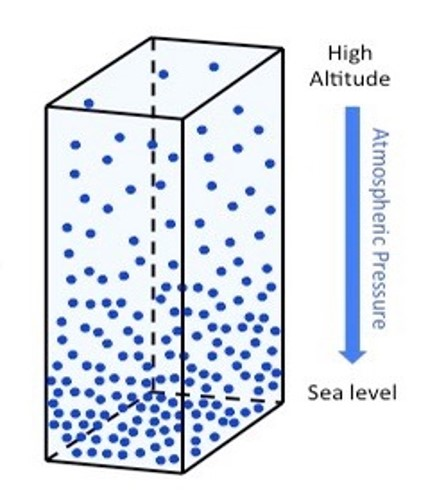 High
Altitude
Atmospheric Pressure
Sea level